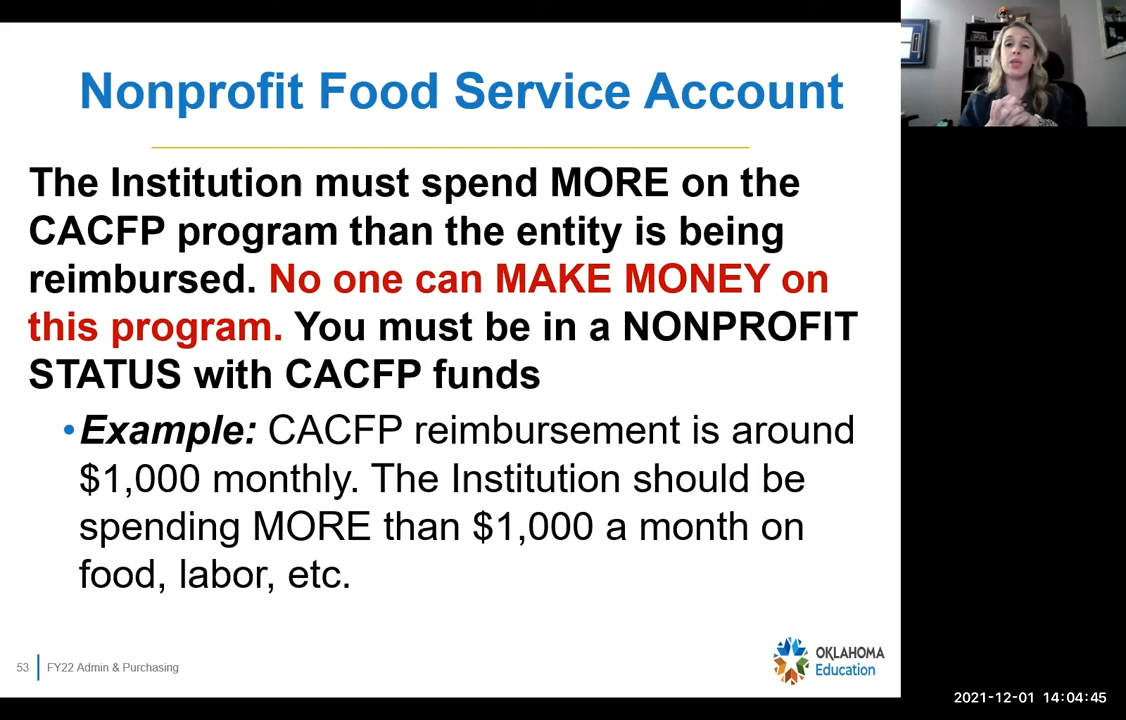 Nonprofit Food Service Account
The Institution must spend MORE on the
CACFP program than the entity is being
reimbursed. No one can MAKE MONEY on
this program. You must be in a NONPROFIT
STATUS with CACFP funds
•Example: CACFP reimbursement is around
$1,000 monthly. The Institution should be
spending MORE than $1,000 a month on
food, labor, etc.
53 FY22 Admin & Purchasing
OKLAHOMA
Education
2021-12-01 14:04:45